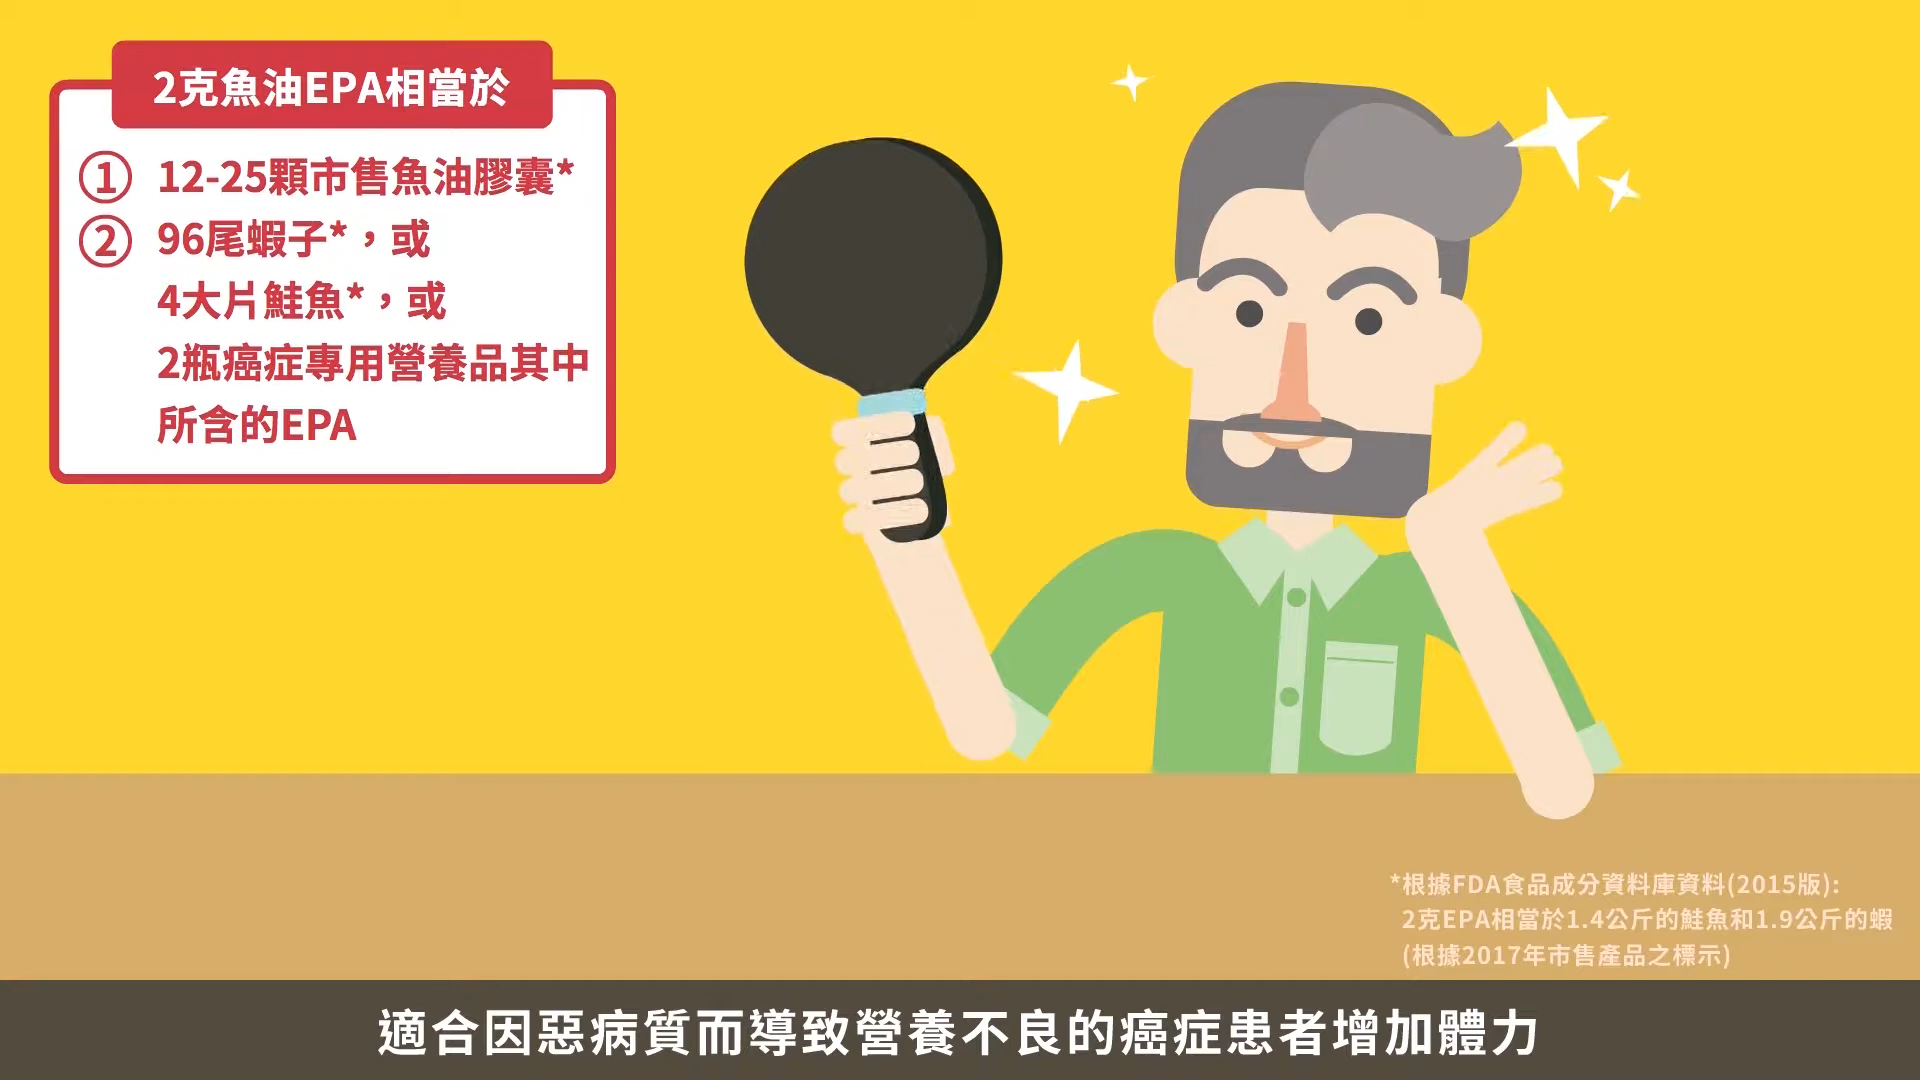 2克魚油EPA相當於
① 12-25顆市售魚油膠囊*
② 96尾蝦子*，或
4大片鮭魚*，或
2瓶癌症專用營養品其中
所含的EPA
*根據FDA食品成分資料庫資料(2015版):
2克EPA相當於1.4公斤的鮭魚和1.9公斤的蝦
(根據2017年市售產品之標示)
適合因惡病質而導致營養不良的癌症患者增加體力